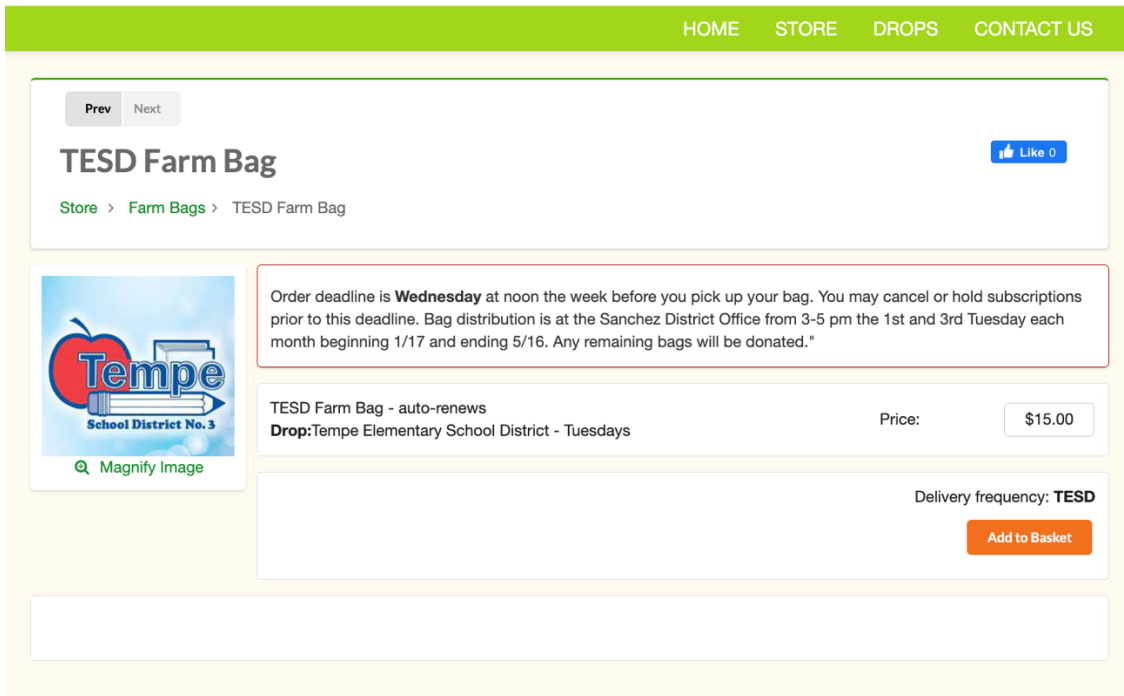 HOME STORE DROPS CONTACT US
Prev Next
TESD Farm Bag
Like 0
Store > Farm Bags > TESD Farm Bag
Tempe
School District No. 3
Magnify Image
Order deadline is Wednesday at noon the week before you pick up your bag. You may cancel or hold subscriptions
prior to this deadline. Bag distribution is at the Sanchez District Office from 3-5 pm the 1st and 3rd Tuesday each
month beginning 1/17 and ending 5/16. Any remaining bags will be donated."
TESD Farm Bag - auto-renews
Drop:Tempe Elementary School District - Tuesdays
Price: $15.00
Delivery frequency: TESD
Add to Basket